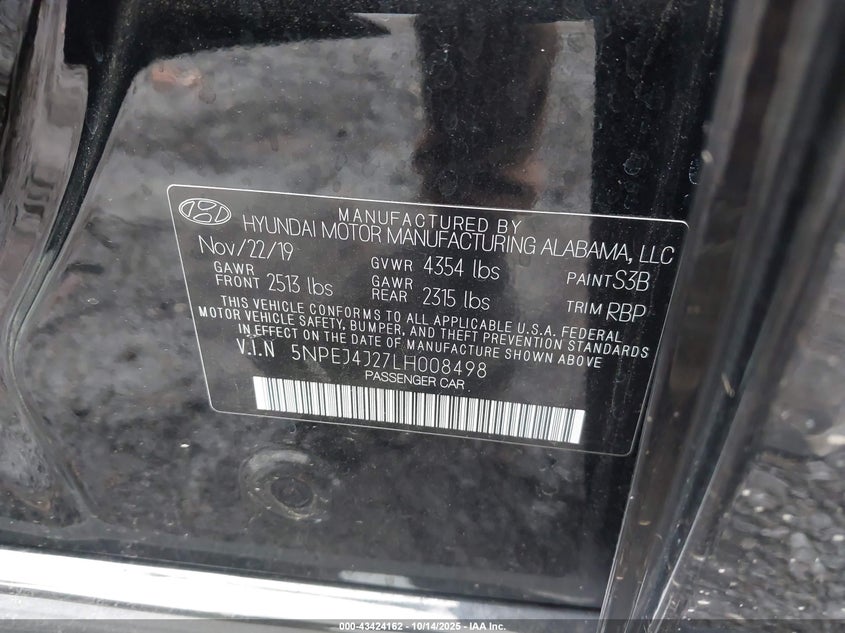 MANUFACTURED BY
HYUNDAI MOTOR MANUFACTURING ALABAMA, LLC
Nov/22/19 GVWR 4354 lbs PAINT S3B
GAWR FRONT 2513 lbs GAWR REAR 2315 lbs TRIM RBP
THIS VEHICLE CONFORMS TO ALL APPLICABLE U.S.A. FEDERAL
MOTOR VEHICLE SAFETY, BUMPER, AND THEFT PREVENTION STANDARDS
IN EFFECT ON THE DATE OF MANUFACTURE SHOWN ABOVE
V.I.N 5NPEJ4J27LH008498
PASSENGER CAR
000-43424162 - 10/14/2025 - IAA Inc.